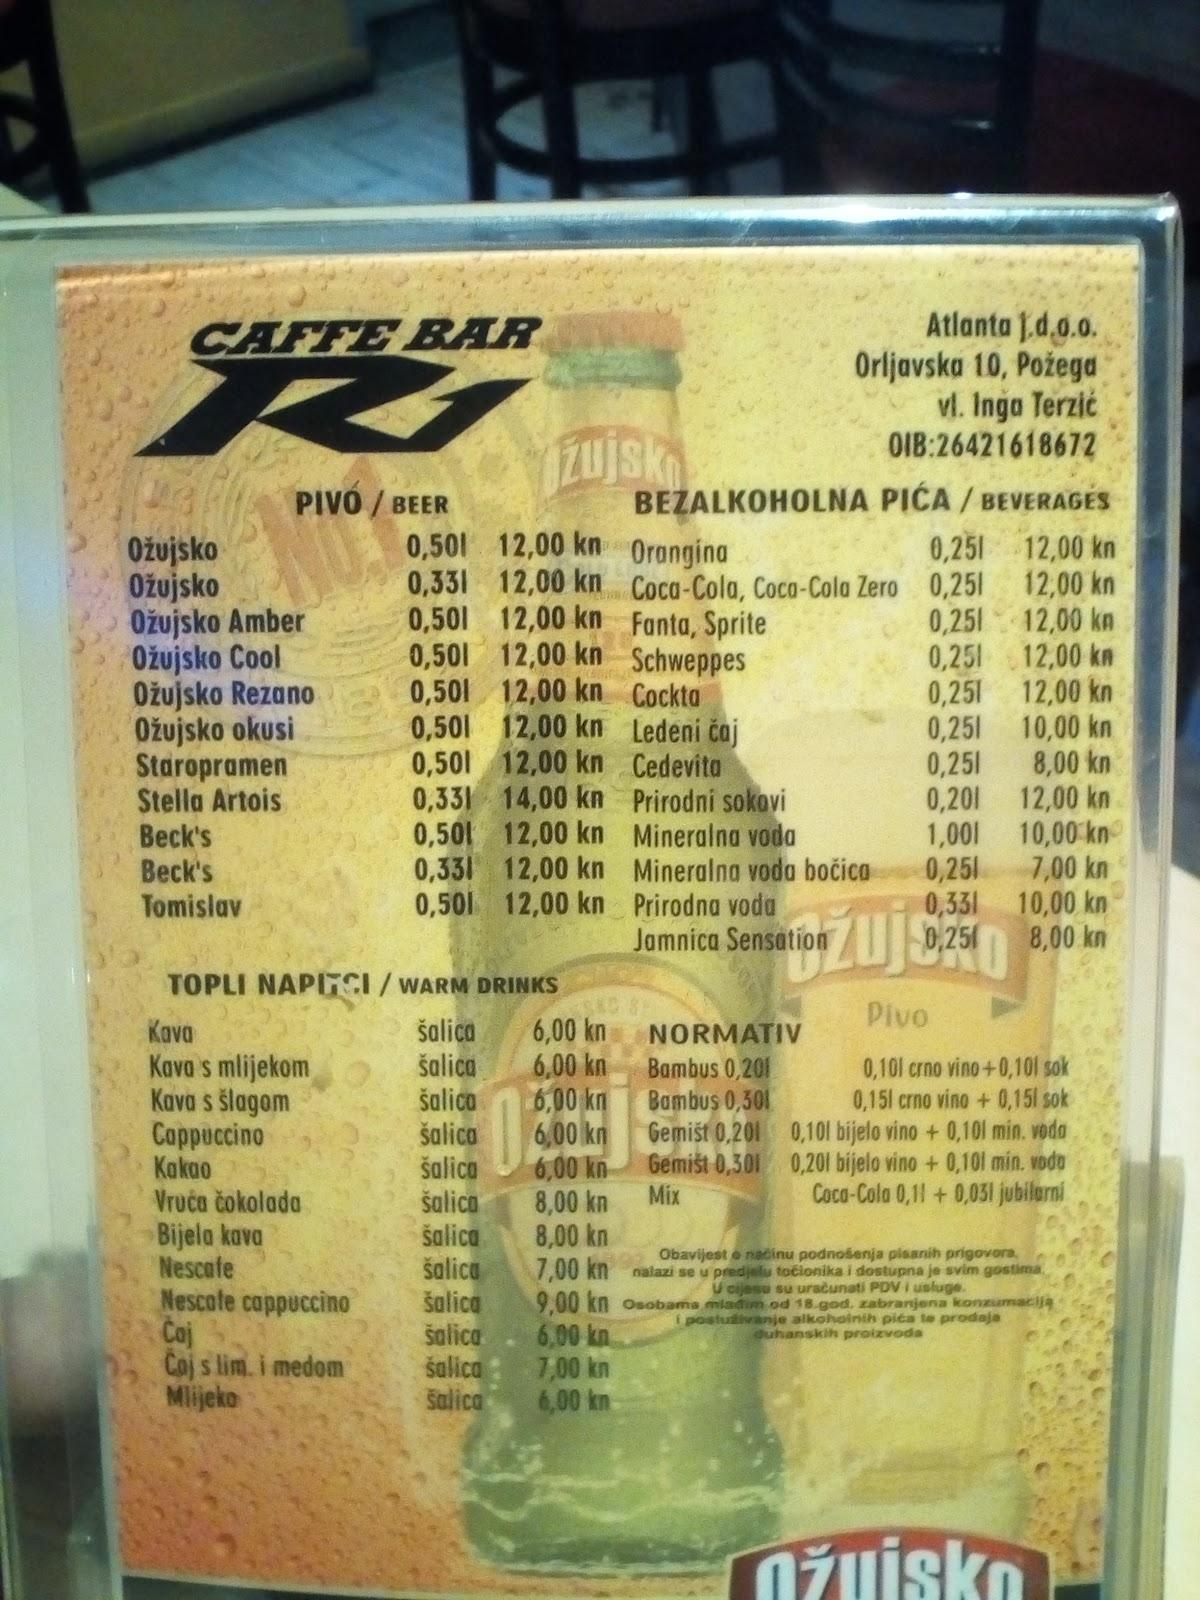 CAFFE BAR
R1
Atlanta j.d.o.o.
Orljavska 10, Požega
vl. Inga Terzić
OIB:26421618672
PIVO / BEER
Ožujsko 0,50l 12,00 kn
Ožujsko 0,33l 12,00 kn
Ožujsko Amber 0,50l 12,00 kn
Ožujsko Cool 0,50l 12,00 kn
Ožujsko Rezano 0,50l 12,00 kn
Ožujsko okusi 0,50l 12,00 kn
Staropramen 0,50l 12,00 kn
Stella Artois 0,33l 14,00 kn
Beck's 0,50l 12,00 kn
Beck's 0,33l 12,00 kn
Tomislav 0,50l 12,00 kn
BEZALKOHOLNA PIĆA / BEVERAGES
Orangina 0,25l 12,00 kn
Coca-Cola, Coca-Cola Zero 0,25l 12,00 kn
Fanta, Sprite 0,25l 12,00 kn
Schweppes 0,25l 12,00 kn
Cockta 0,25l 12,00 kn
Ledeni čaj 0,25l 10,00 kn
Cedevita 0,25l 8,00 kn
Prirodni sokovi 0,20l 12,00 kn
Mineralna voda 1,00l 10,00 kn
Mineralna voda bočica 0,25l 7,00 kn
Prirodna voda 0,33l 10,00 kn
Jamnica Sensation 0,25l 8,00 kn
TOPLI NAPITCI / WARM DRINKS
Kava šalica 6,00 kn
Kava s mlijekom šalica 6,00 kn
Kava s šlagom šalica 6,00 kn
Cappuccino šalica 6,00 kn
Kakao šalica 6,00 kn
Vruća čokolada šalica 8,00 kn
Bijela kava šalica 8,00 kn
Nescafe šalica 7,00 kn
Nescafe cappuccino šalica 9,00 kn
Čaj šalica 6,00 kn
Čaj s lim. i medom šalica 7,00 kn
Mlijeko šalica 6,00 kn
NORMATIV
Bambus 0,20l 0,10l crno vino+0,10l sok
Bambus 0,30l 0,15l crno vino + 0,15l sok
Gemišt 0,20l 0,10l bijelo vino + 0,10l min. voda
Gemišt 0,30l 0,20l bijelo vino + 0,10l min. voda
Mix Coca-Cola 0,1l + 0,03l jubilarni
Obavijest o načinu podnošenja pisanih prigovora,
nalazi se u predjelu točionika i dostupna je svim gostima.
U cijenu su uračunati PDV i usluge.
Osobama mlađim od 18.god. zabranjena konzumacija
i posluživanje alkoholnih pića te prodaja
duhanskih proizvoda
Ožujsko
No1
Ožujsko
Ožujsko
Pivo
Ožujsko